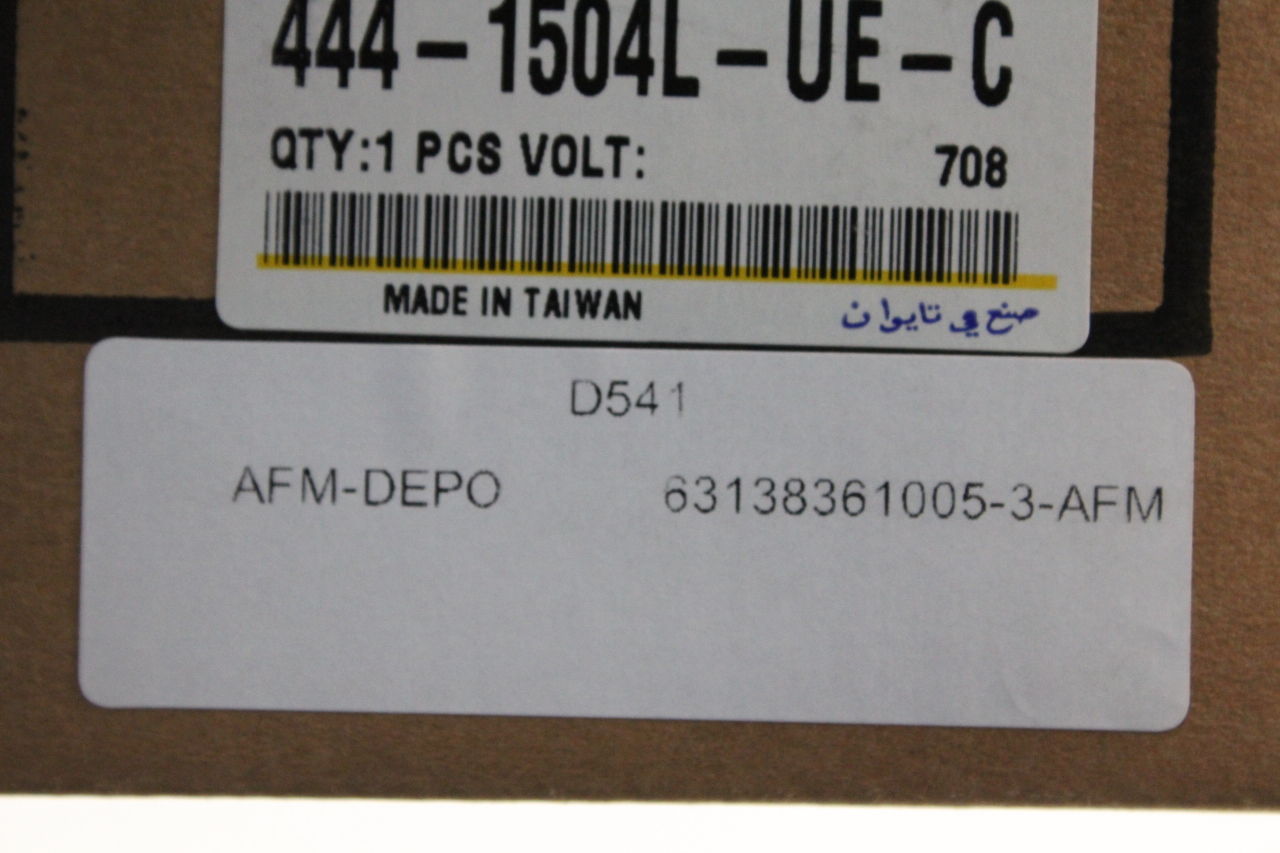 444-1504L-UE-C
QTY:1 PCS VOLT: 708
MADE IN TAIWAN صنع في تايوان
D541
AFM-DEPO 63138361005-3-AFM